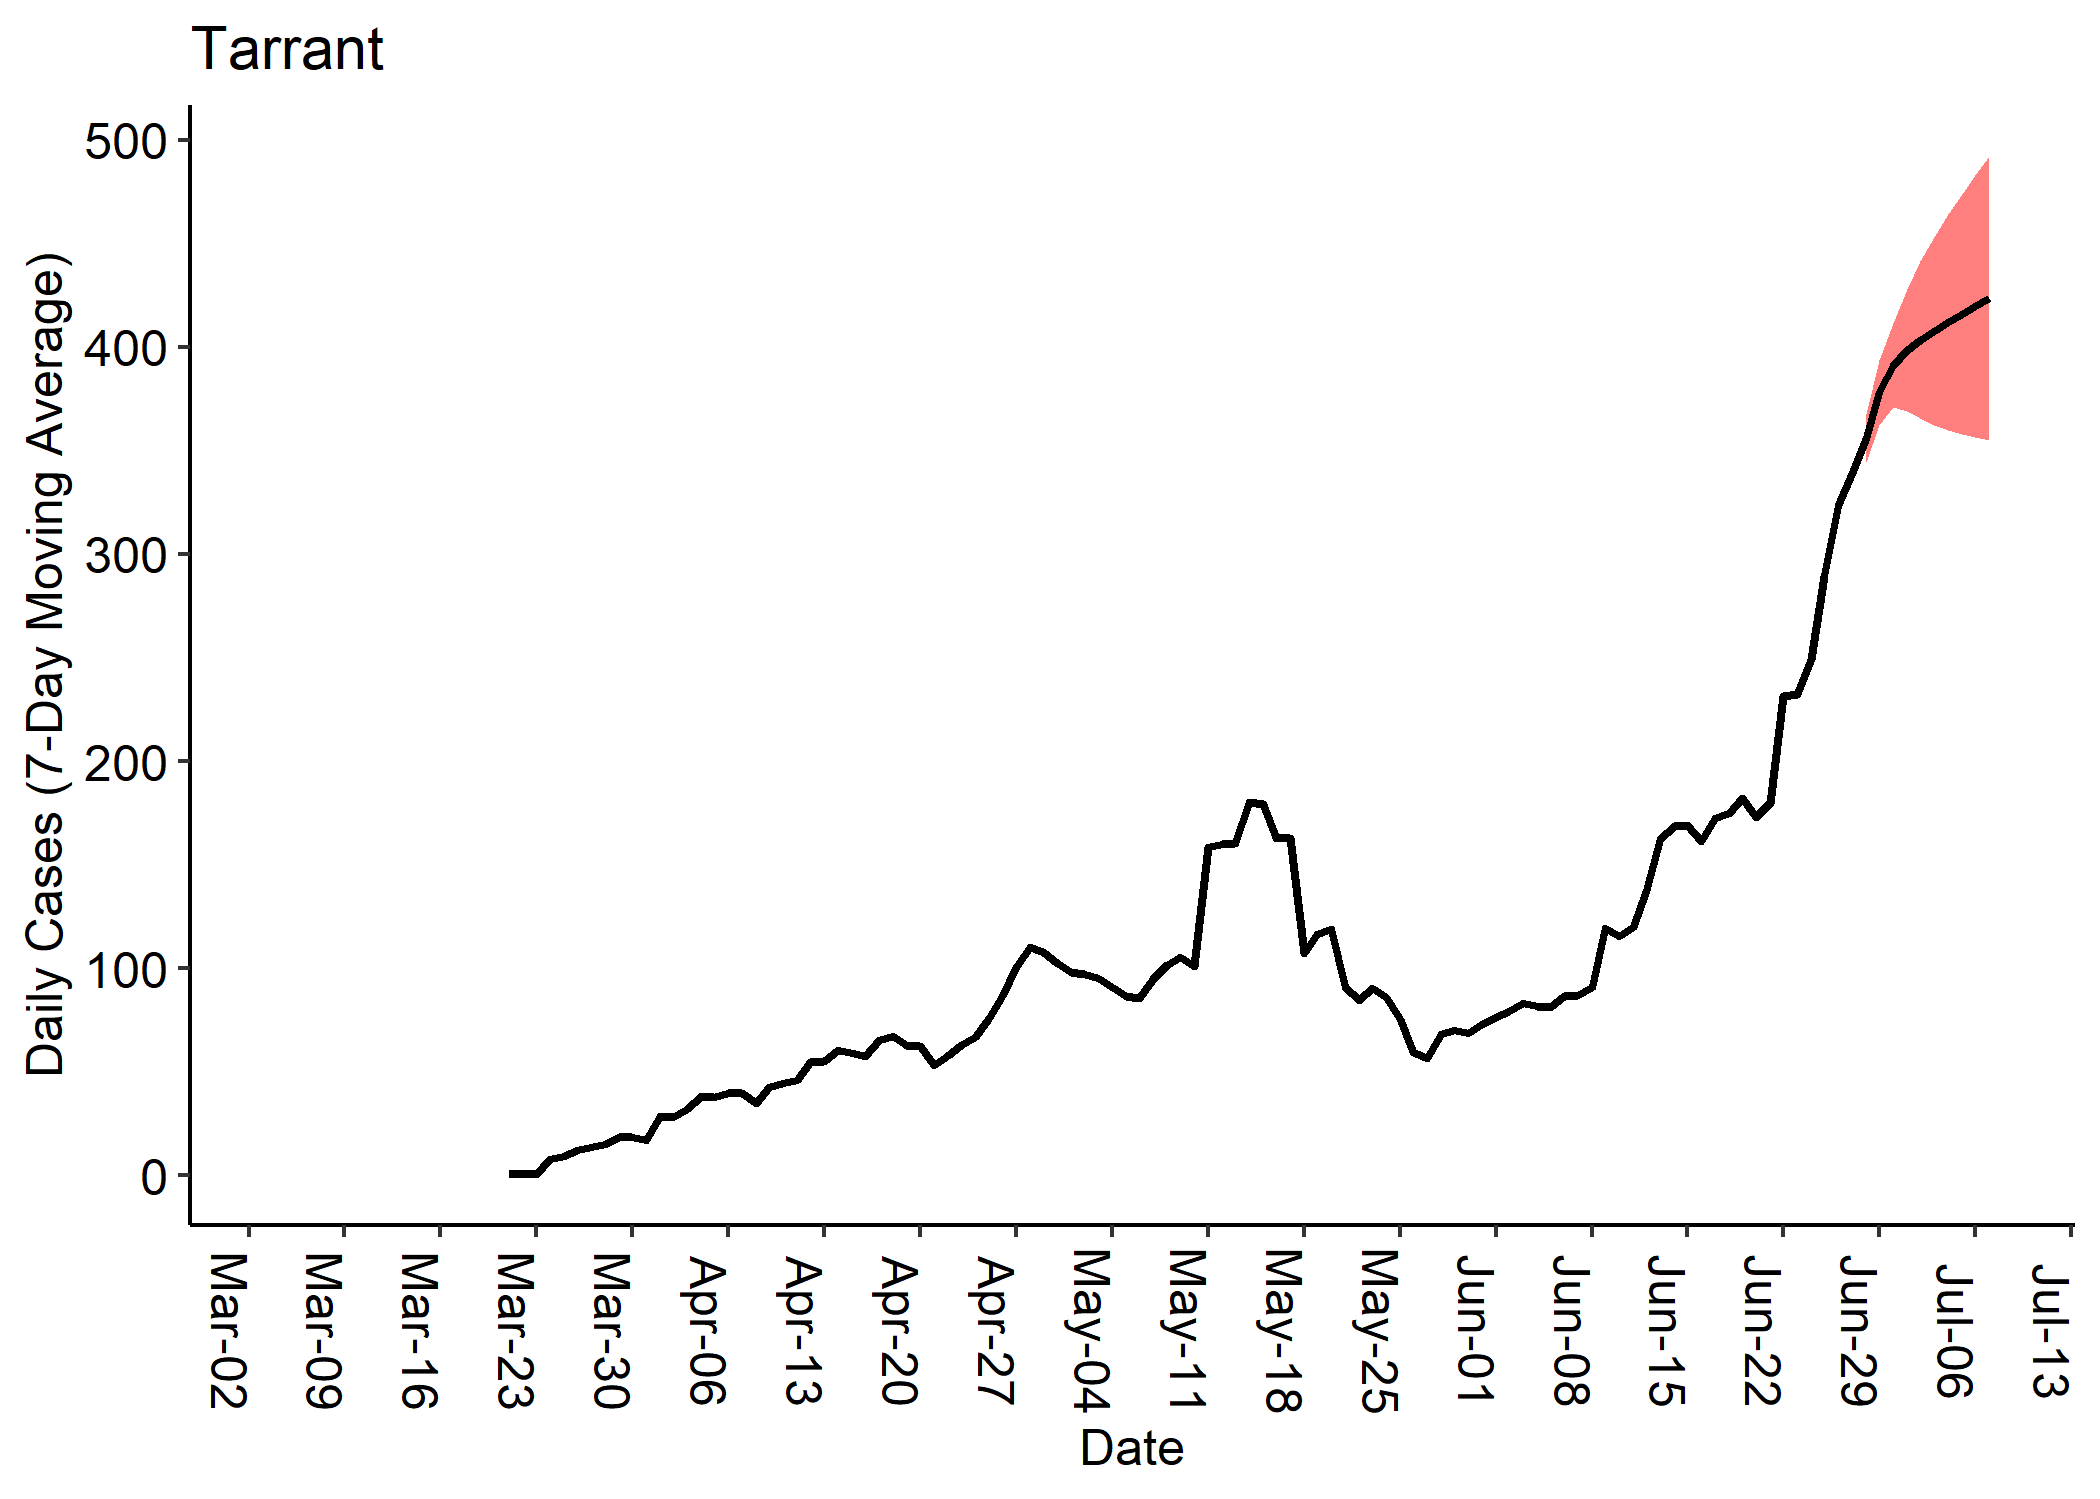 Tarrant
Daily Cases (7-Day Moving Average)
500
400
300
200
100
0
Mar-02
Mar-09
Mar-16
Mar-23
Mar-30
Apr-06
Apr-13
Apr-20
Apr-27
May-04
May-11
May-18
May-25
Jun-01
Jun-08
Jun-15
Jun-22
Jun-29
Jul-06
Jul-13
Date